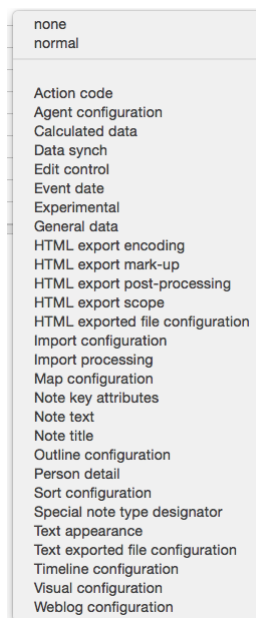 none
normal
Action code
Agent configuration
Calculated data
Data synch
Edit control
Event date
Experimental
General data
HTML export encoding
HTML export mark-up
HTML export post-processing
HTML export scope
HTML exported file configuration
Import configuration
Import processing
Map configuration
Note key attributes
Note text
Note title
Outline configuration
Person detail
Sort configuration
Special note type designator
Text appearance
Text exported file configuration
Timeline configuration
Visual configuration
Weblog configuration